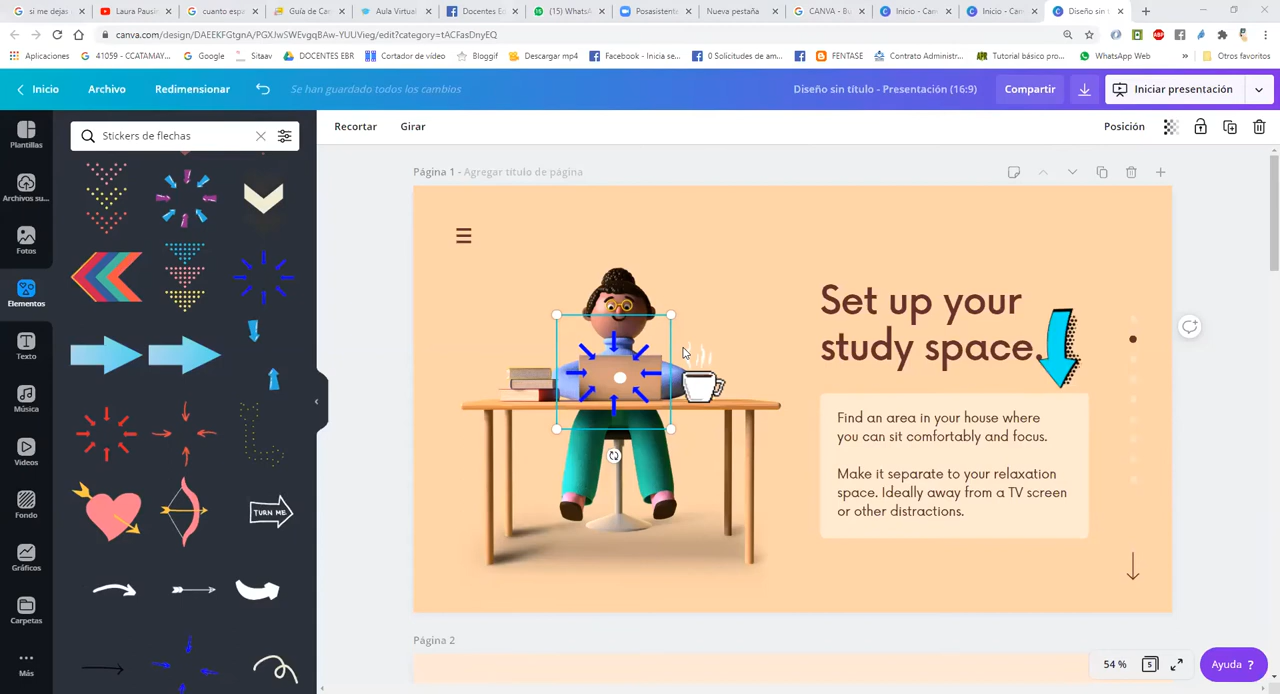 si me dejas
Laura Pausi
cuanto espa
Guía de Can
Aula Virtual
Docentes E
(15) WhatsA
Posasistente
Nueva pestaña
CANVA - Bu
Inicio - Can
Inicio - Can
Diseño sin t
canva.com/design/DAEEKFGtgnA/PGXJwSWEvgqBAw-YUUVieg/edit?category=tACFasDnyEQ
Aplicaciones
41059 - CCATAMAY...
Google
Sitaav
DOCENTES EBR
Cortador de vídeo
Bloggif
Descargar mp4
Facebook - Inicia se...
0 Solicitudes de am...
FENTASE
Contrato Administr...
Tutorial básico pro...
WhatsApp Web
»
Otros favoritos
Inicio
Archivo
Redimensionar
Se han guardado todos los cambios
Diseño sin título - Presentación (16:9)
Compartir
Iniciar presentación
Plantillas
Archivos su...
Fotos
Elementos
Texto
Música
Videos
Fondo
Gráficos
Carpetas
Más
Stickers de flechas
TURN ME
Recortar
Girar
Posición
Página 1 - Agregar título de página
Set up your
study space.
Find an area in your house where
you can sit comfortably and focus.
Make it separate to your relaxation
space. Ideally away from a TV screen
or other distractions.
Página 2
54 %
5
Ayuda ?